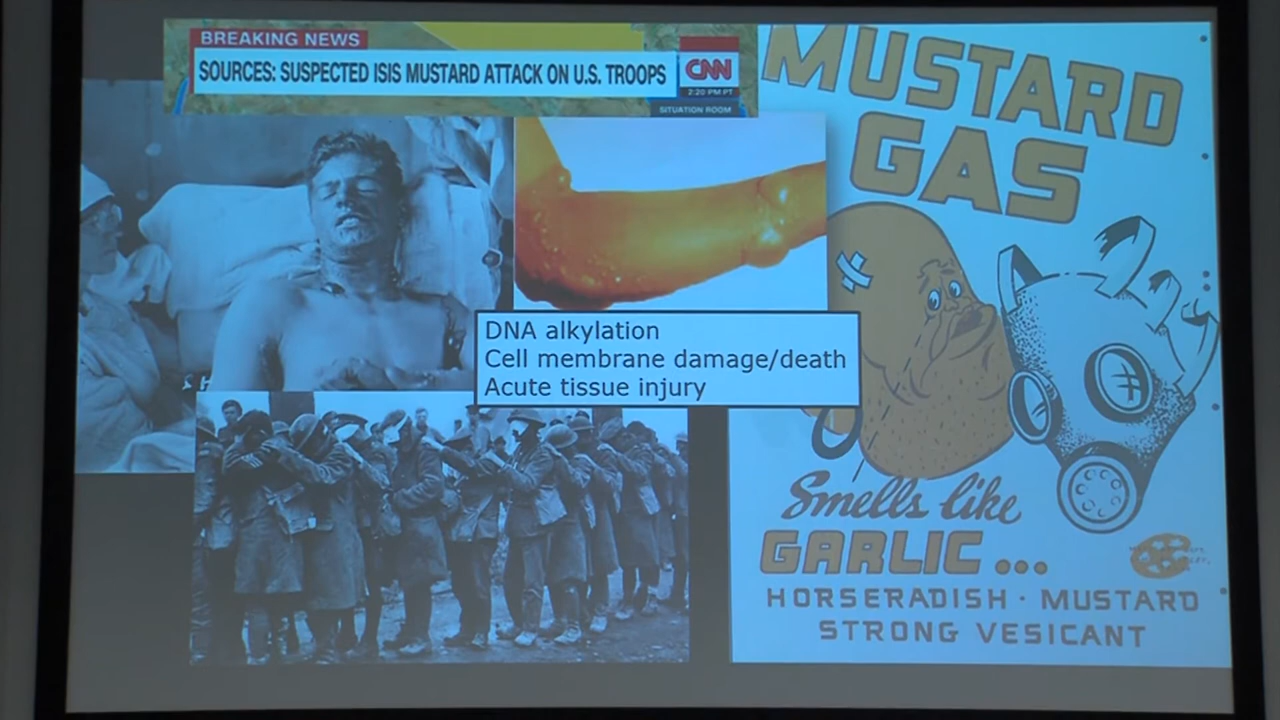 BREAKING NEWS
SOURCES: SUSPECTED ISIS MUSTARD ATTACK ON U.S. TROOPS
CNN
2:20 PM PT
SITUATION ROOM
MUSTARD
GAS
DNA alkylation
Cell membrane damage/death
Acute tissue injury
Smells like
GARLIC...
HORSERADISH · MUSTARD
STRONG VESICANT